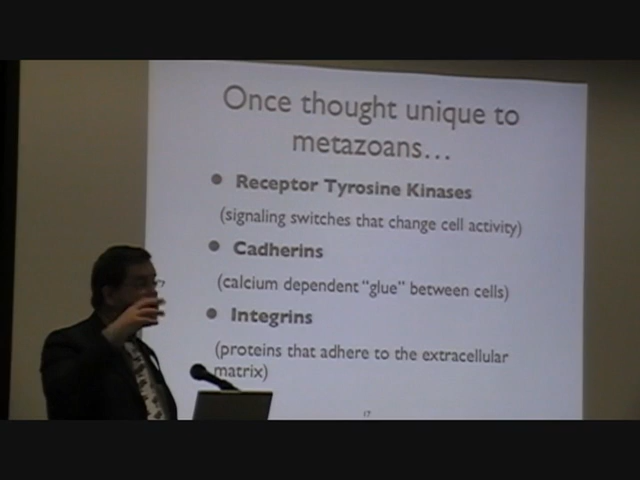 Once thought unique to
metazoans...
• Receptor Tyrosine Kinases
(signaling switches that change cell activity)
• Cadherins
(calcium dependent "glue" between cells)
• Integrins
(proteins that adhere to the extracellular
matrix)
17